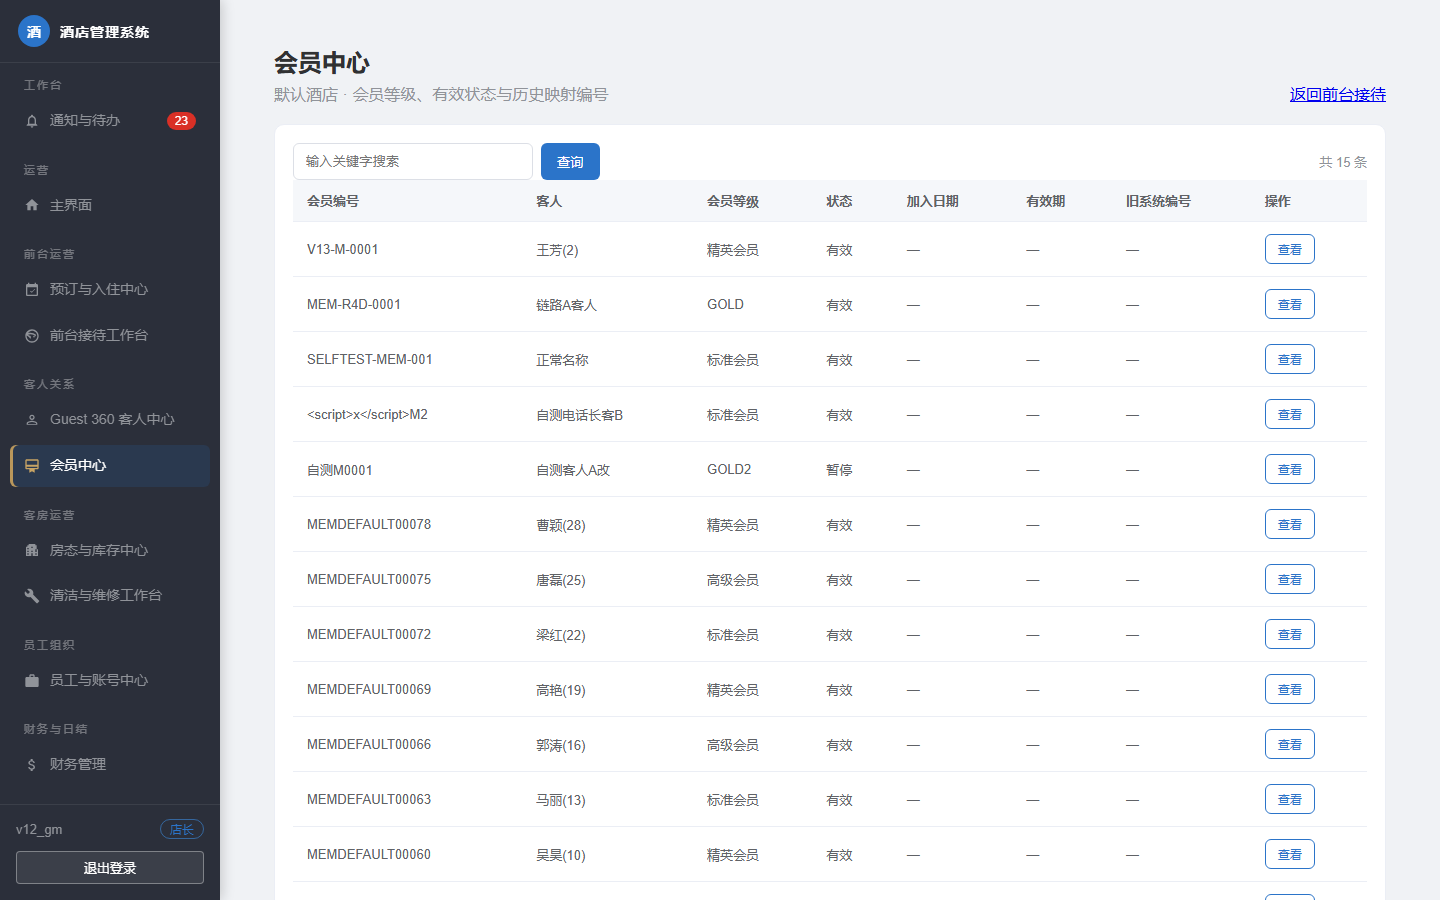 酒 酒店管理系统
工作台
通知与待办 23
运营
主界面
前台运营
预订与入住中心
前台接待工作台
客人关系
Guest 360 客人中心
会员中心
客房运营
房态与库存中心
清洁与维修工作台
员工组织
员工与账号中心
财务与日结
财务管理
v12_gm 店长
退出登录
会员中心
默认酒店 · 会员等级、有效状态与历史映射编号
返回前台接待
输入关键字搜索 查询 共 15 条
会员编号 客人 会员等级 状态 加入日期 有效期 旧系统编号 操作
V13-M-0001 王芳(2) 精英会员 有效 — — — 查看
MEM-R4D-0001 链路A客人 GOLD 有效 — — — 查看
SELFTEST-MEM-001 正常名称 标准会员 有效 — — — 查看
&lt;script&gt;x&lt;/script&gt;M2 自测电话长客B 标准会员 有效 — — — 查看
自测M0001 自测客人A改 GOLD2 暂停 — — — 查看
MEMDEFAULT00078 曹颖(28) 精英会员 有效 — — — 查看
MEMDEFAULT00075 唐磊(25) 高级会员 有效 — — — 查看
MEMDEFAULT00072 梁红(22) 标准会员 有效 — — — 查看
MEMDEFAULT00069 高艳(19) 精英会员 有效 — — — 查看
MEMDEFAULT00066 郭涛(16) 高级会员 有效 — — — 查看
MEMDEFAULT00063 马丽(13) 标准会员 有效 — — — 查看
MEMDEFAULT00060 吴昊(10) 精英会员 有效 — — — 查看